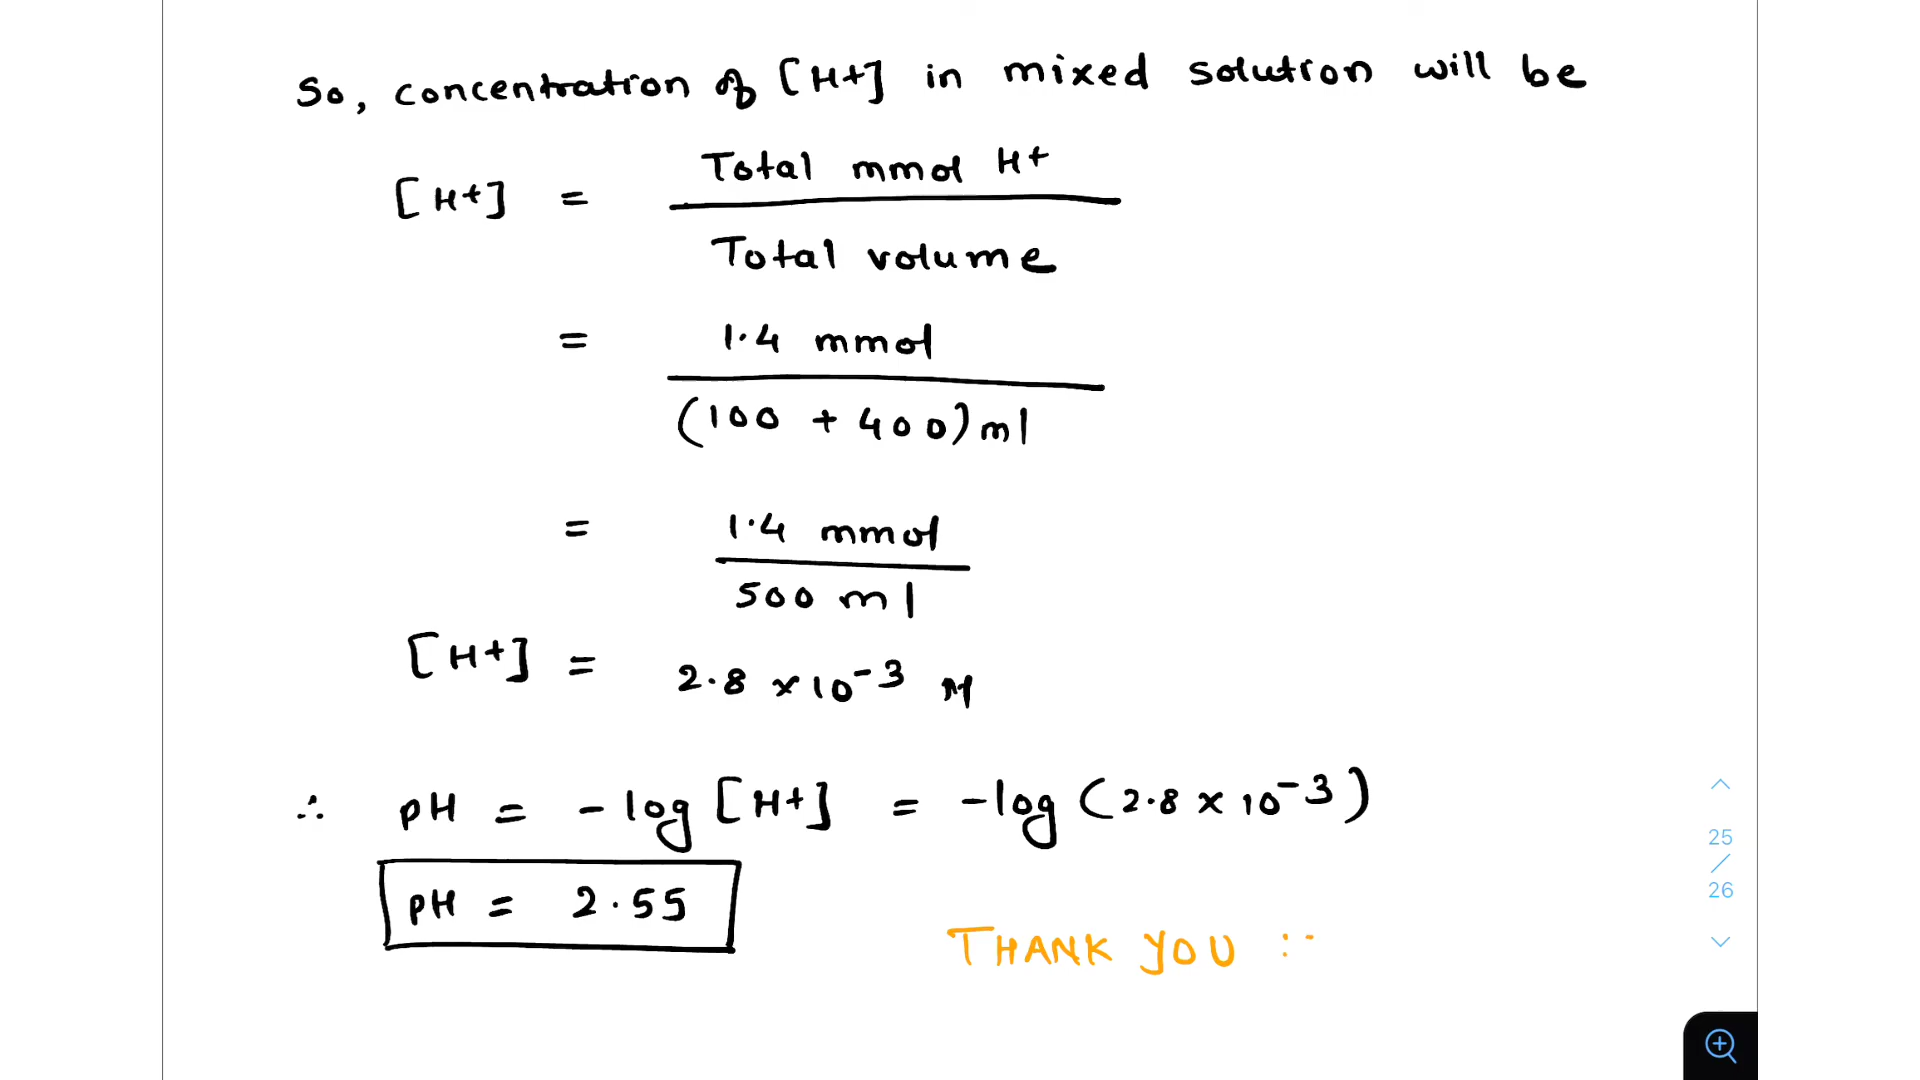 So, concentration of [H+] in mixed solution will be
[H+] = Total mmol H+
Total volume
= 1.4 mmol
(100 + 400) ml
= 1.4 mmol
500 ml
[H+] = 2.8 × 10⁻³ M
∴ pH = - log [H+] = -log (2.8 × 10⁻³)
pH = 2.55
THANK YOU :-
25
/
26